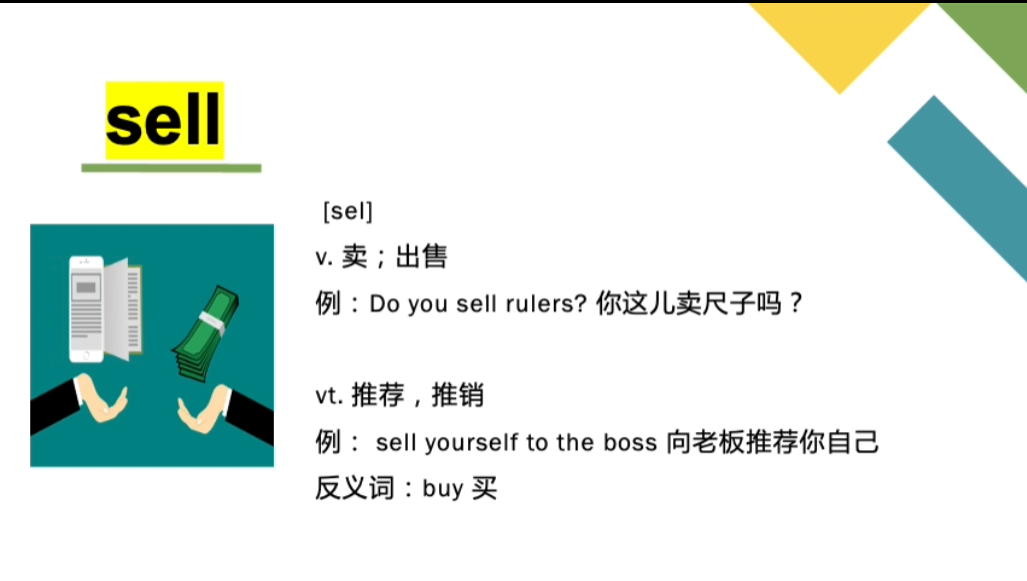 sell
[sel]
v. 卖；出售
例：Do you sell rulers? 你这儿卖尺子吗？
vt. 推荐，推销
例： sell yourself to the boss 向老板推荐你自己
反义词：buy 买